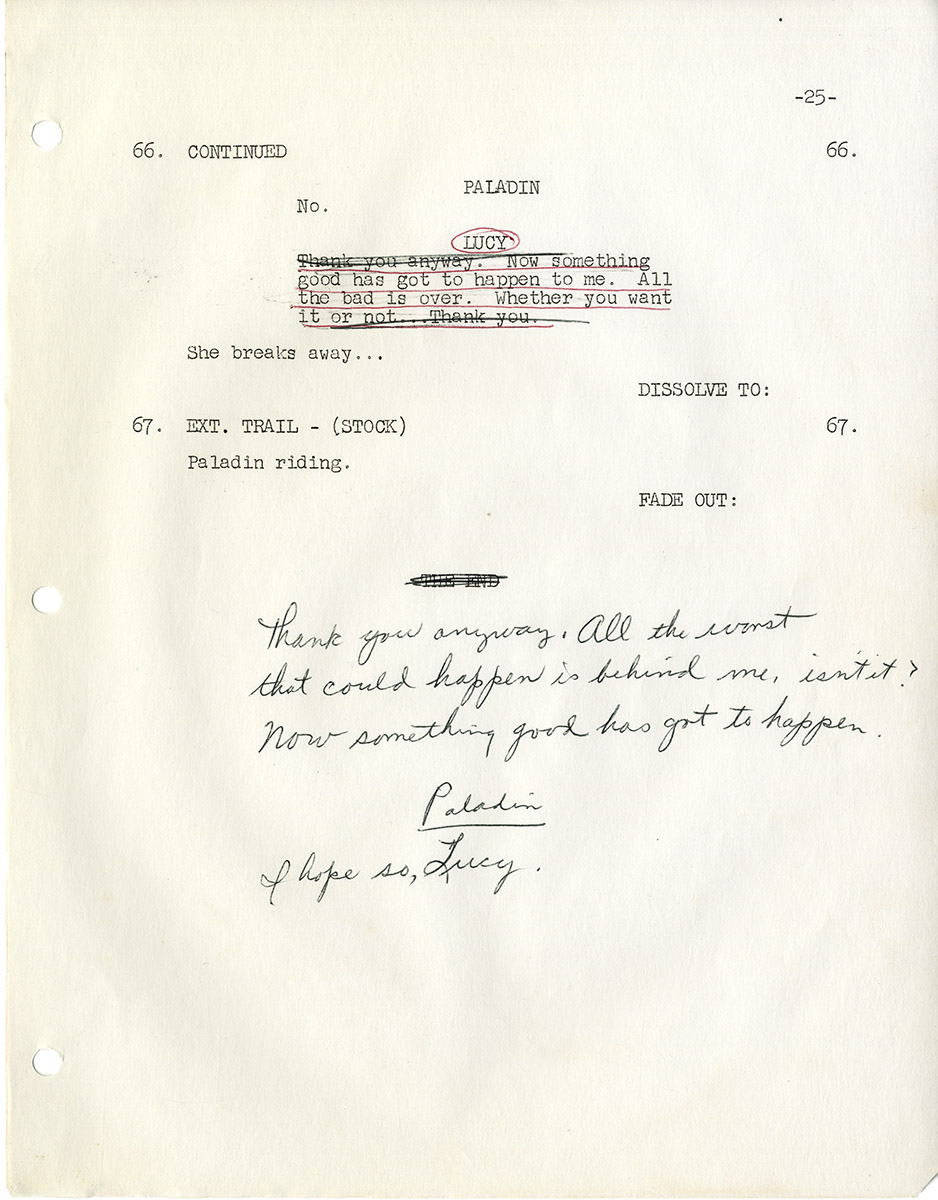 -25-
66. CONTINUED 66.
PALADIN
No.
LUCY
Thank you anyway. Now something
good has got to happen to me. All
the bad is over. Whether you want
it or not...Thank you.
She breaks away...
DISSOLVE TO:
67. EXT. TRAIL - (STOCK) 67.
Paladin riding.
FADE OUT:
THE END
Thank you anyway. All the worst
that could happen is behind me, isn't it?
Now something good has got to happen.
Paladin
I hope so, Lucy.